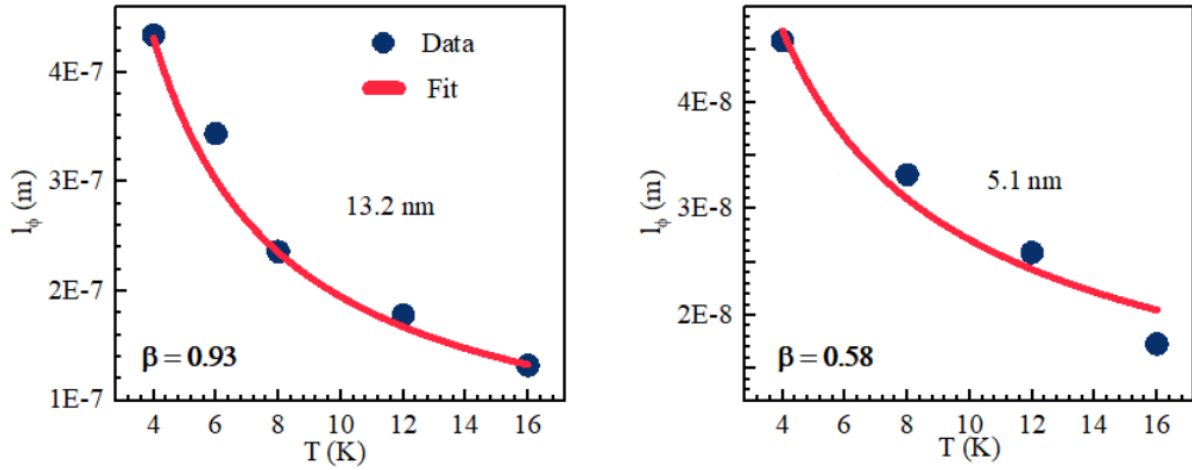 Data
Fit
4E-7
3E-7
2E-7
1E-7
l_ϕ (m)
13.2 nm
β = 0.93
4 6 8 10 12 14 16
T (K)
4E-8
3E-8
2E-8
l_ϕ (m)
5.1 nm
β = 0.58
4 6 8 10 12 14 16
T (K)